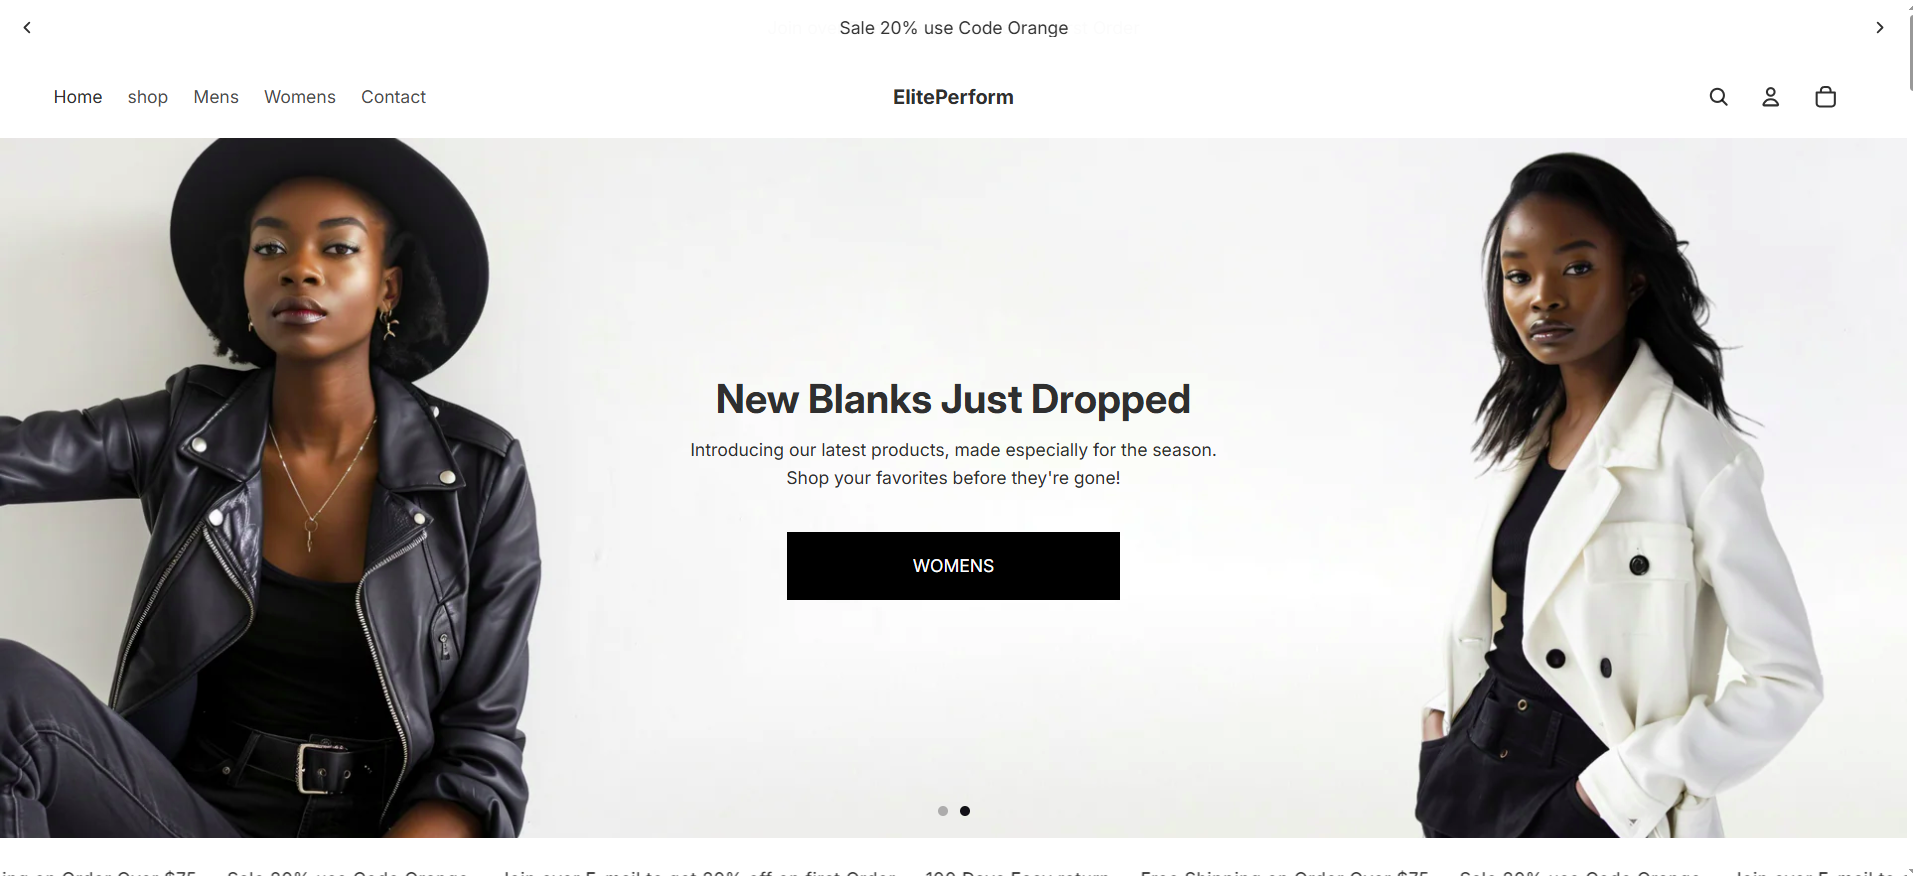 Sale 20% use Code Orange
Home shop Mens Womens Contact
ElitePerform
New Blanks Just Dropped
Introducing our latest products, made especially for the season.
Shop your favorites before they're gone!
WOMENS
ing on Order Over $75 Sale 20% use Code Orange Join over E-mail to get 20% off on first Order 100 Days Easy return Free Shipping on Order Over $75 Sale 20% use Code Orange Join over E-mail to